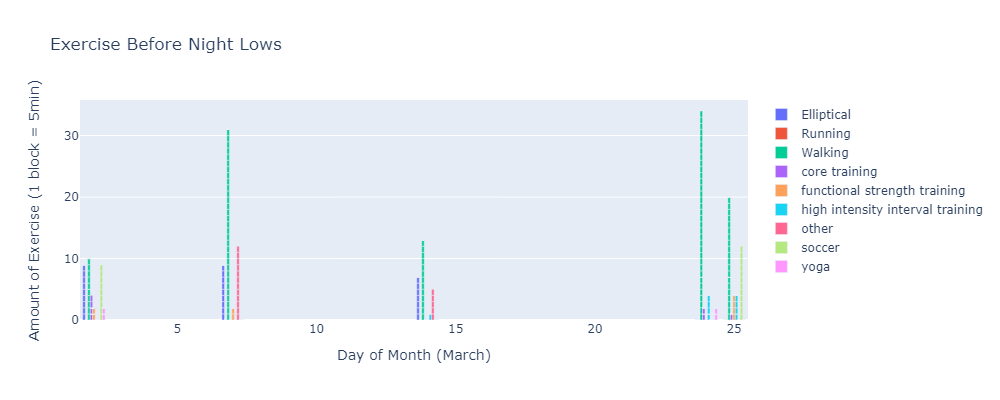 Exercise Before Night Lows
Amount of Exercise (1 block = 5min)
30
20
10
0
5
10
15
20
25
Day of Month (March)
Elliptical
Running
Walking
core training
functional strength training
high intensity interval training
other
soccer
yoga